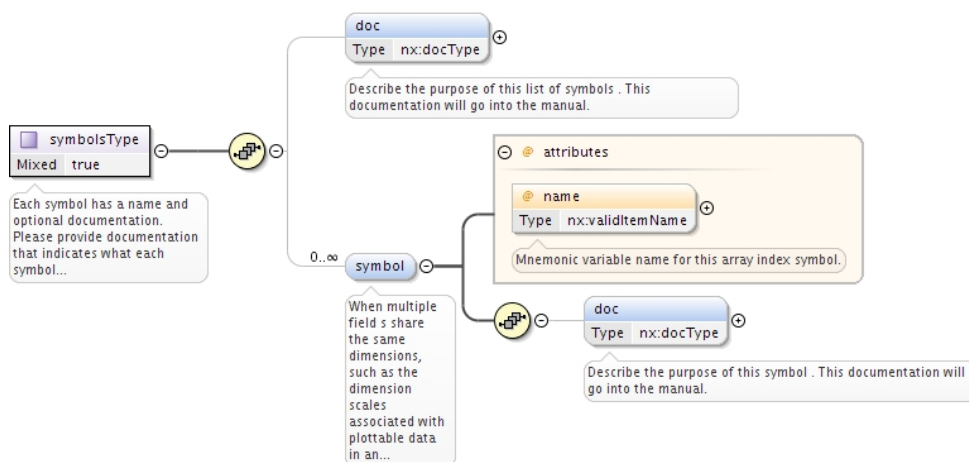 doc
Type nx:docType
Describe the purpose of this list of symbols . This
documentation will go into the manual.
symbolsType
Mixed true
Each symbol has a name and
optional documentation.
Please provide documentation
that indicates what each
symbol...
@ attributes
@ name
Type nx:validItemName
Mnemonic variable name for this array index symbol.
0..∞
symbol
When multiple
field s share
the same
dimensions,
such as the
dimension
scales
associated with
plottable data
in an...
doc
Type nx:docType
Describe the purpose of this symbol . This documentation will
go into the manual.